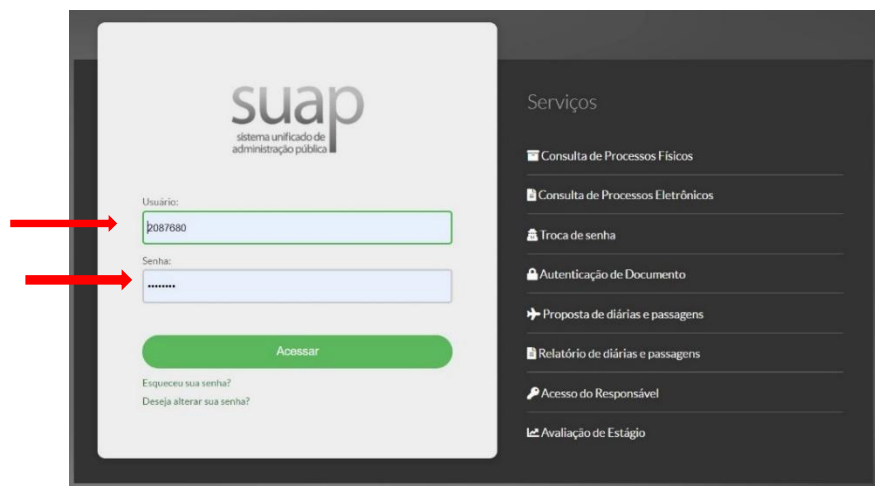 suap
sistema unificado de
administração pública
Usuário:
2087680
Senha:
••••••••
Acessar
Esqueceu sua senha?
Deseja alterar sua senha?
Serviços
Consulta de Processos Físicos
Consulta de Processos Eletrônicos
Troca de senha
Autenticação de Documento
Proposta de diárias e passagens
Relatório de diárias e passagens
Acesso do Responsável
Avaliação de Estágio